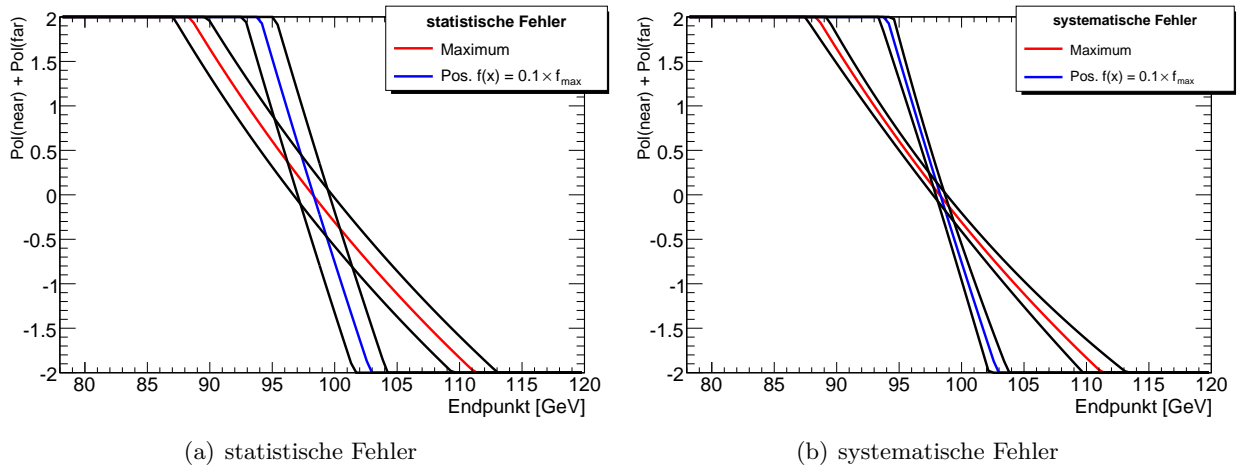 statistische Fehler
Maximum
Pos. f(x) = 0.1 × fmax
Pol(near) + Pol(far)
2
1.5
1
0.5
0
-0.5
-1
-1.5
-2
80 85 90 95 100 105 110 115 120
Endpunkt [GeV]
(a) statistische Fehler
systematische Fehler
Maximum
Pos. f(x) = 0.1 × fmax
Pol(near) + Pol(far)
2
1.5
1
0.5
0
-0.5
-1
-1.5
-2
80 85 90 95 100 105 110 115 120
Endpunkt [GeV]
(b) systematische Fehler